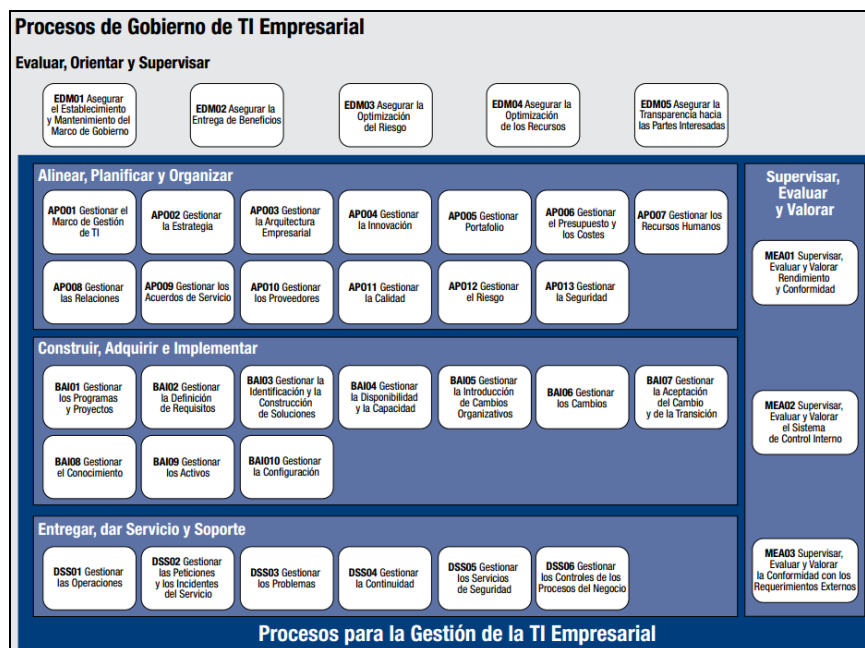 Procesos de Gobierno de TI Empresarial
Evaluar, Orientar y Supervisar
EDM01 Asegurar
el Establecimiento
y Mantenimiento del
Marco de Gobierno
EDM02 Asegurar la
Entrega de Beneficios
EDM03 Asegurar la
Optimización
del Riesgo
EDM04 Asegurar la
Optimización
de los Recursos
EDM05 Asegurar la
Transparencia hacia
las Partes Interesadas
Alinear, Planificar y Organizar
APO01 Gestionar el
Marco de Gestión
de TI
APO02 Gestionar
la Estrategia
APO03 Gestionar
la Arquitectura
Empresarial
APO04 Gestionar
la Innovación
APO05 Gestionar
Portafolio
APO06 Gestionar
el Presupuesto y
los Costes
APO07 Gestionar los
Recursos Humanos
APO08 Gestionar
las Relaciones
APO09 Gestionar los
Acuerdos de Servicio
APO10 Gestionar
los Proveedores
APO11 Gestionar
la Calidad
APO12 Gestionar
el Riesgo
APO13 Gestionar
la Seguridad
Construir, Adquirir e Implementar
BAI01 Gestionar
los Programas
y Proyectos
BAI02 Gestionar
la Definición
de Requisitos
BAI03 Gestionar la
Identificación y la
Construcción
de Soluciones
BAI04 Gestionar
la Disponibilidad
y la Capacidad
BAI05 Gestionar
la Introducción
de Cambios
Organizativos
BAI06 Gestionar
los Cambios
BAI07 Gestionar
la Aceptación
del Cambio
y de la Transición
BAI08 Gestionar
el Conocimiento
BAI09 Gestionar
los Activos
BAI010 Gestionar
la Configuración
Entregar, dar Servicio y Soporte
DSS01 Gestionar
las Operaciones
DSS02 Gestionar
las Peticiones
y los Incidentes
del Servicio
DSS03 Gestionar
los Problemas
DSS04 Gestionar
la Continuidad
DSS05 Gestionar
los Servicios
de Seguridad
DSS06 Gestionar
los Controles de los
Procesos del Negocio
Supervisar,
Evaluar
y Valorar
MEA01 Supervisar,
Evaluar y Valorar
Rendimiento
y Conformidad
MEA02 Supervisar,
Evaluar y Valorar
el Sistema
de Control Interno
MEA03 Supervisar,
Evaluar y Valorar
la Conformidad con los
Requerimientos Externos
Procesos para la Gestión de la TI Empresarial